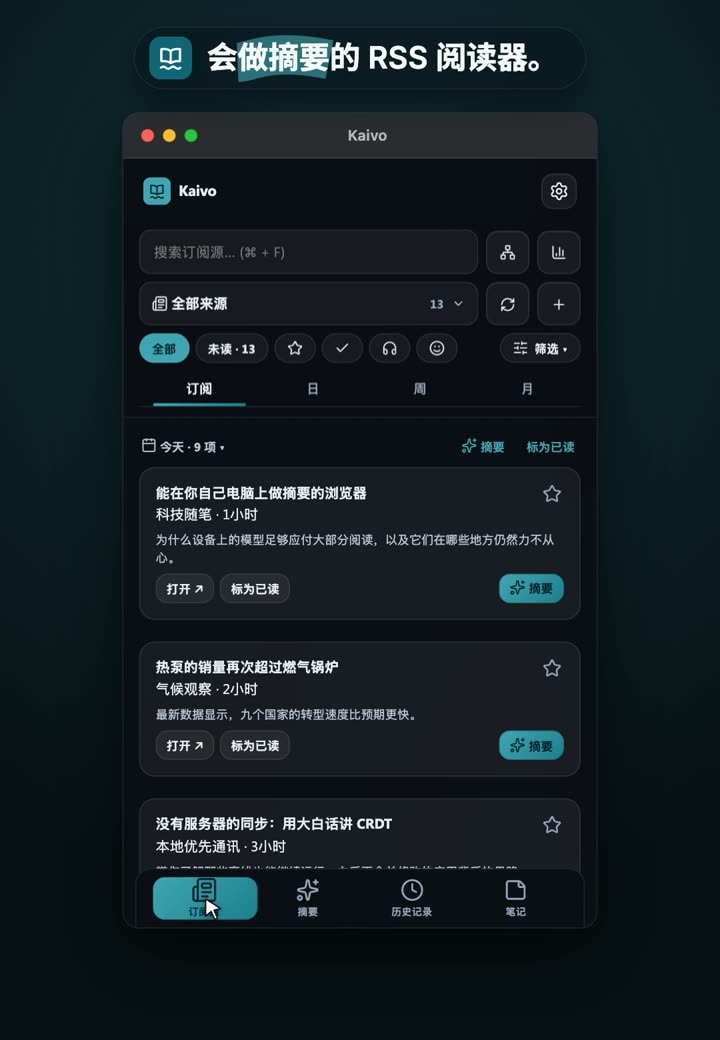 会做摘要的 RSS 阅读器。
Kaivo
Kaivo
搜索订阅源... (⌘ + F)
全部来源 13
全部 未读 · 13 筛选 ▾
订阅 日 周 月
今天 · 9 项 ▾ 摘要 标为已读
能在你自己电脑上做摘要的浏览器
科技随笔 · 1小时
为什么设备上的模型足够应付大部分阅读，以及它们在哪些地方仍然力不从
心。
打开 ↗ 标为已读 摘要
热泵的销量再次超过燃气锅炉
气候观察 · 2小时
最新数据显示，九个国家的转型速度比预期更快。
打开 ↗ 标为已读 摘要
没有服务器的同步：用大白话讲 CRDT
本地优先通讯 · 3小时
订阅 摘要 历史记录 笔记